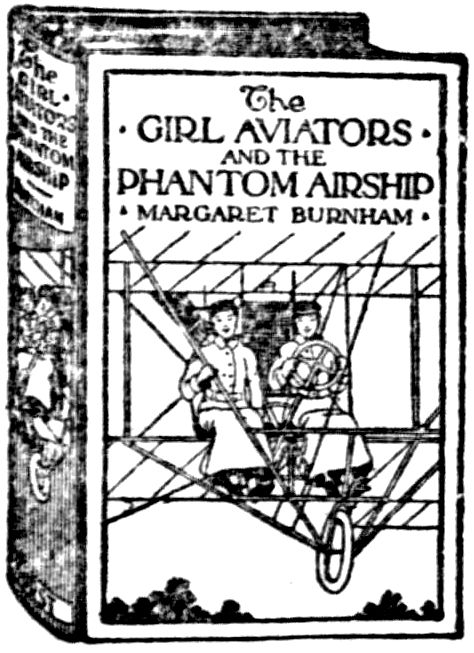 The
· GIRL AVIATORS ·
AND THE
PHANTOM AIRSHIP
· MARGARET BURNHAM ·
The
GIRL
AVIATORS
AND THE
PHANTOM
AIRSHIP
BURNHAM